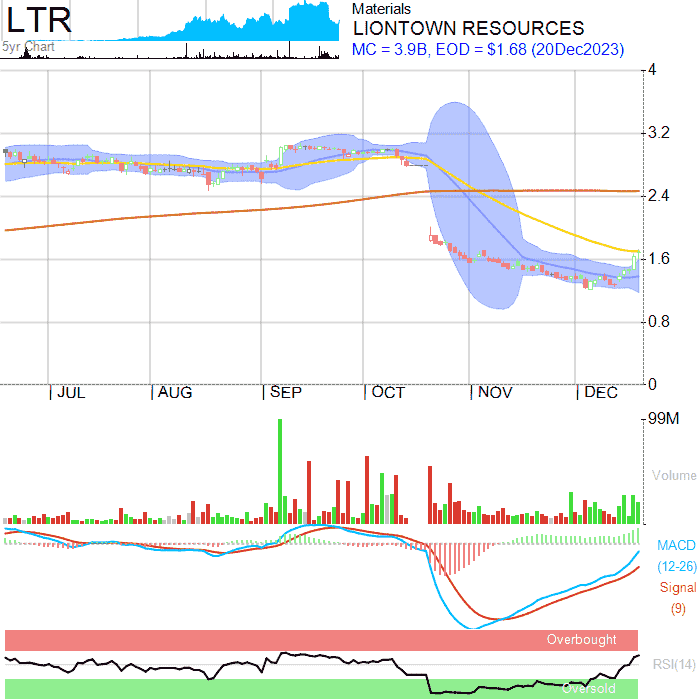 LTR
5yr Chart
Materials
LIONTOWN RESOURCES
MC = 3.9B, EOD = $1.68 (20Dec2023)
4
3.2
2.4
1.6
0.8
0
JUL AUG SEP OCT NOV DEC
99M
Volume
MACD
(12-26)
Signal
(9)
Overbought
RSI(14)
Oversold